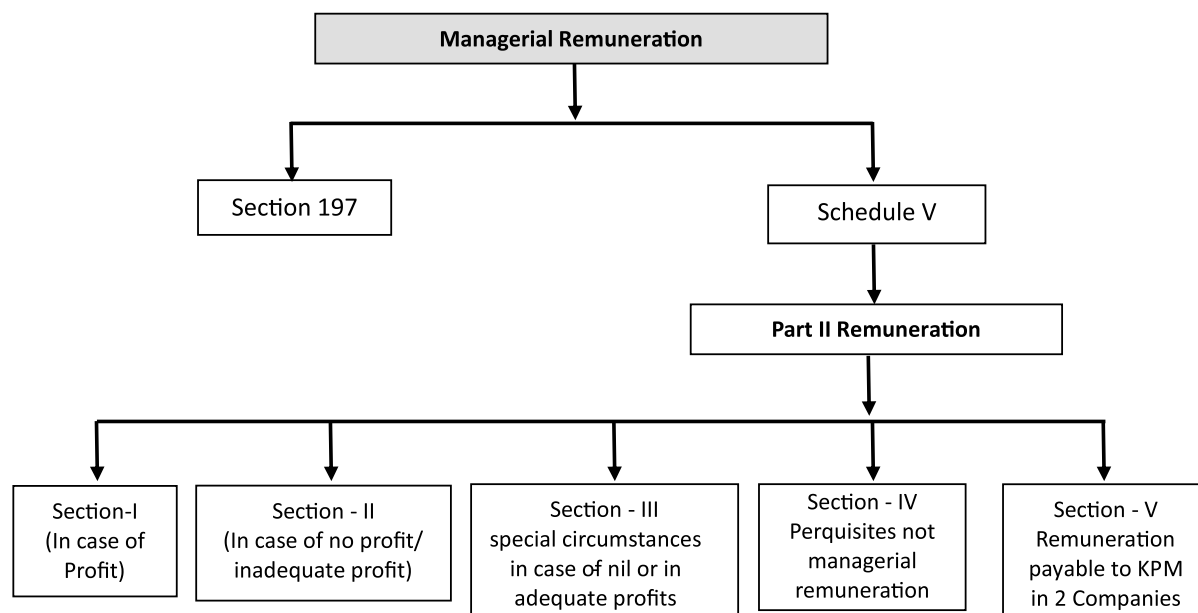 Managerial Remuneration
Section 197
Schedule V
Part II Remuneration
Section-I
(In case of
Profit)
Section - II
(In case of no profit/
inadequate profit)
Section - III
special circumstances
in case of nil or in
adequate profits
Section - IV
Perquisites not
managerial
remuneration
Section - V
Remuneration
payable to KPM
in 2 Companies